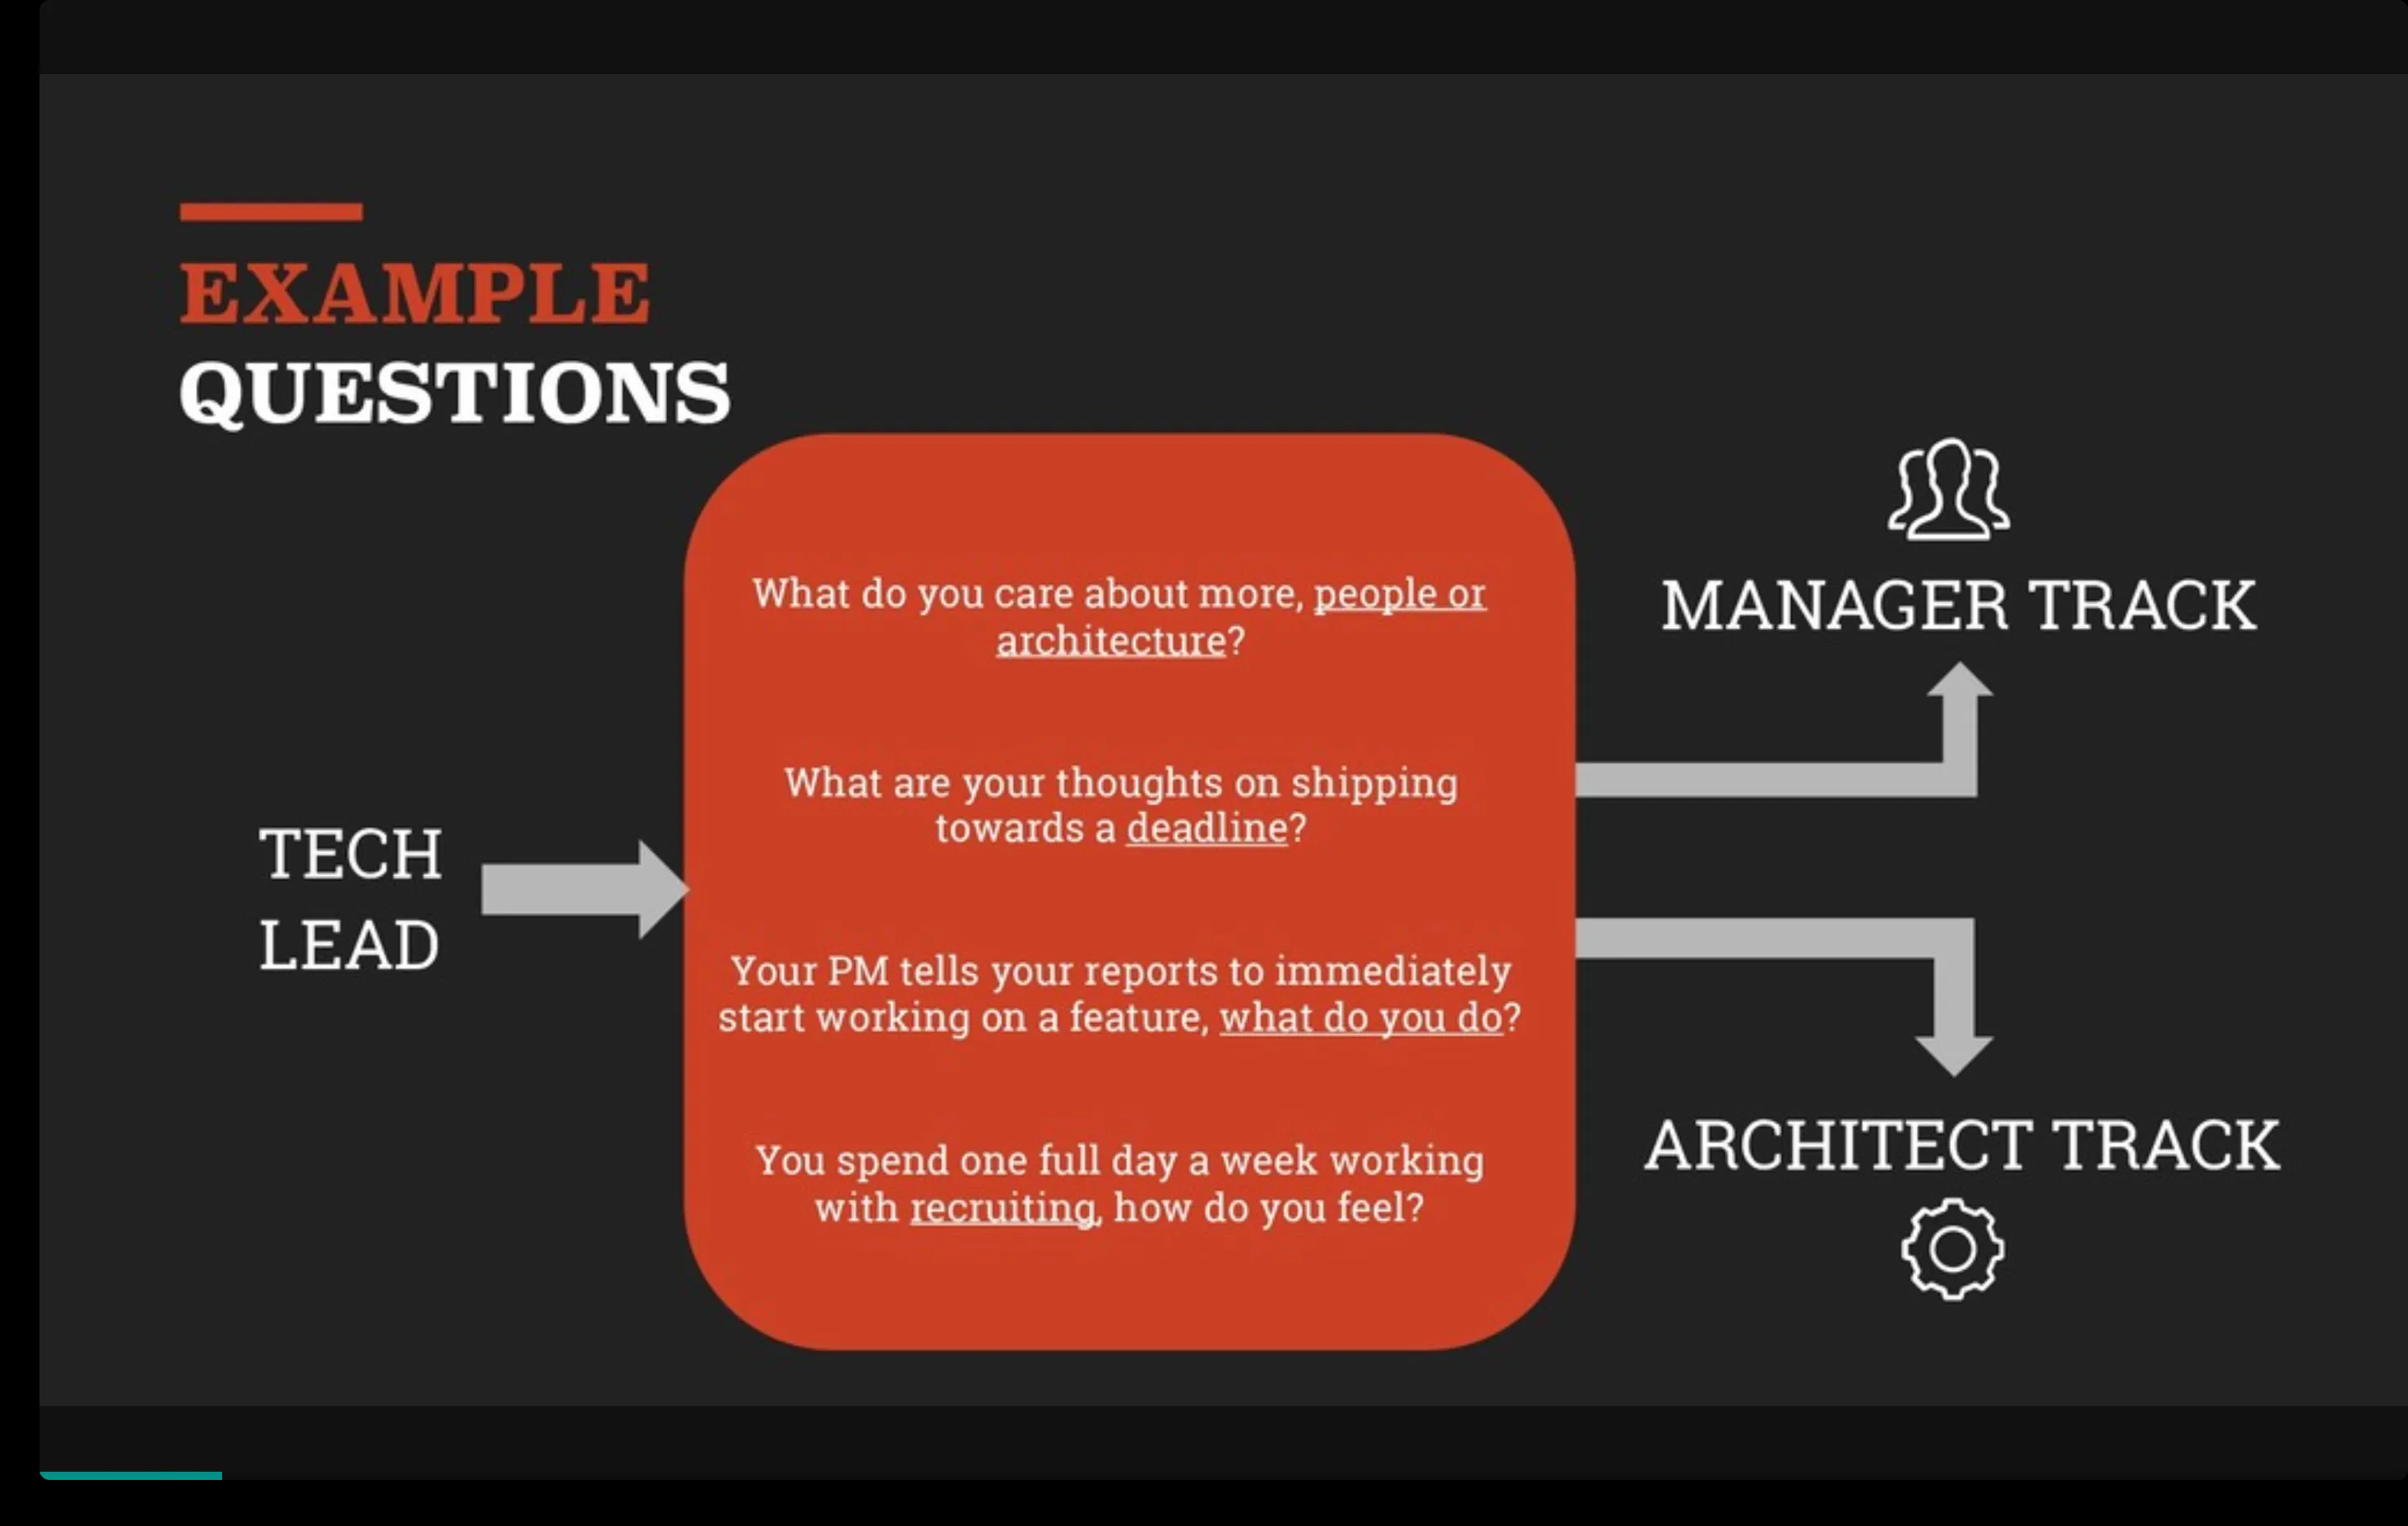 EXAMPLE
QUESTIONS
TECH
LEAD
What do you care about more, people or
architecture?
What are your thoughts on shipping
towards a deadline?
Your PM tells your reports to immediately
start working on a feature, what do you do?
You spend one full day a week working
with recruiting, how do you feel?
MANAGER TRACK
ARCHITECT TRACK